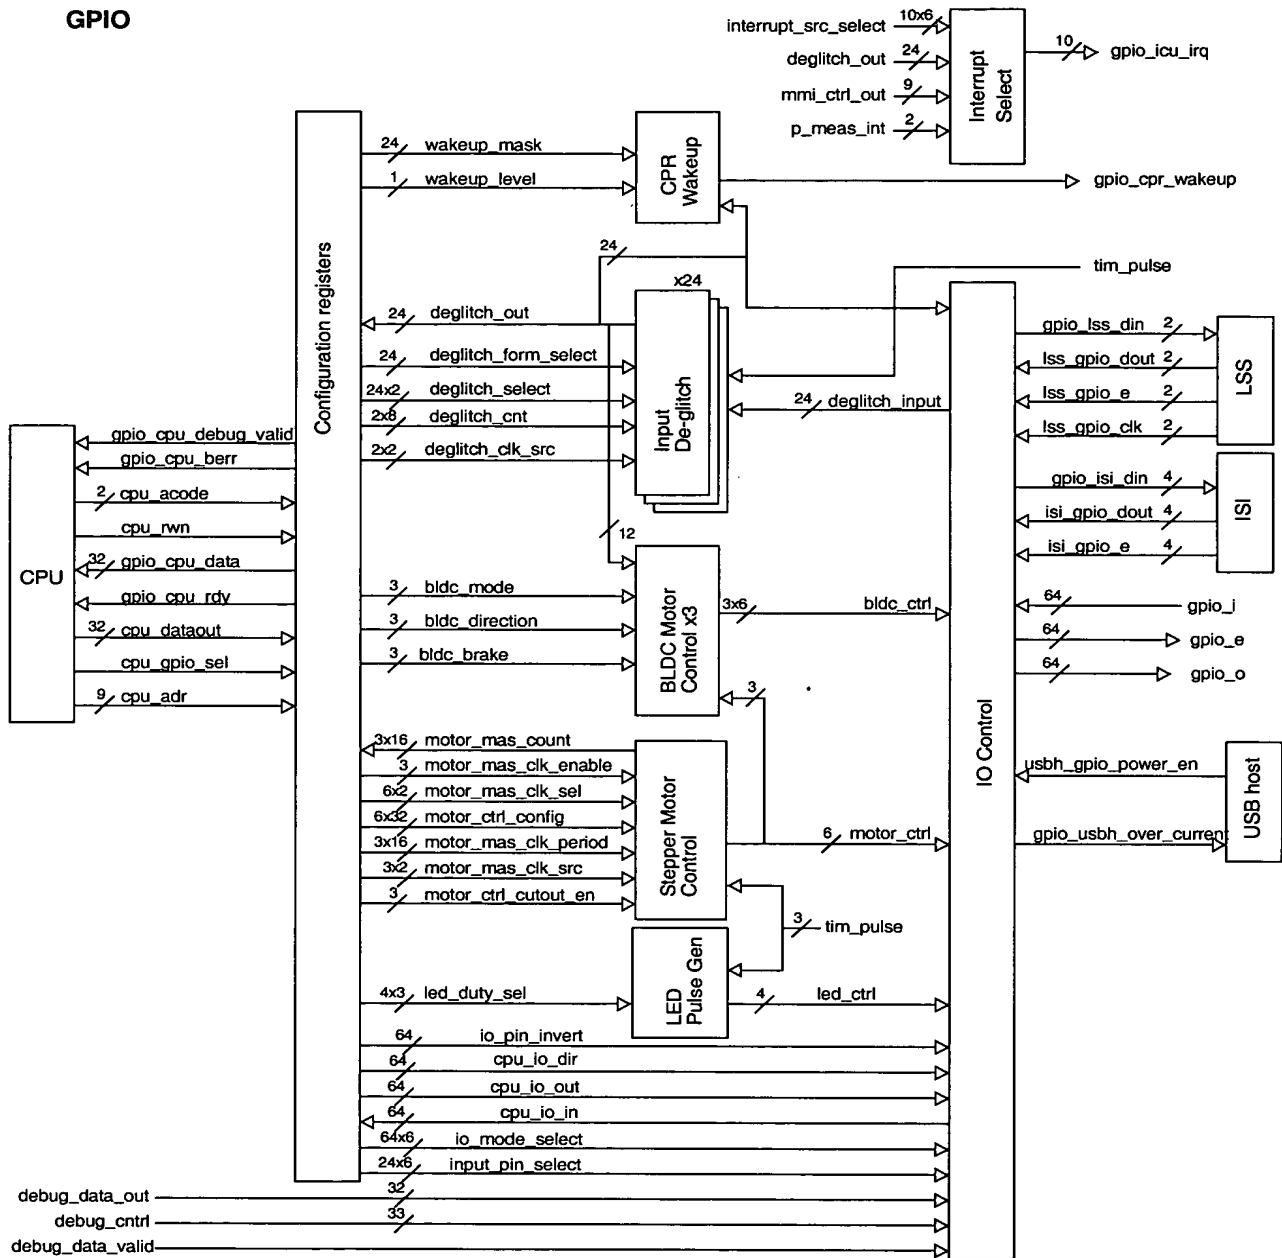 GPIO
interrupt_src_select 10x6
deglitch_out 24
mmi_ctrl_out 9
p_meas_int 2
Interrupt
Select
10 gpio_icu_irq
Configuration registers
24 wakeup_mask
1 wakeup_level
CPR
Wakeup
gpio_cpr_wakeup
24
x24
tim_pulse
24 deglitch_out
24 deglitch_form_select
24x2 deglitch_select
2x8 deglitch_cnt
2x2 deglitch_clk_src
Input
De-glitch
24 deglitch_input
12
gpio_lss_din 2
lss_gpio_dout 2
lss_gpio_e 2
lss_gpio_clk 2
LSS
gpio_isi_din 4
isi_gpio_dout 4
isi_gpio_e 4
ISI
CPU
gpio_cpu_debug_valid
gpio_cpu_berr
2 cpu_acode
cpu_rwn
32 gpio_cpu_data
gpio_cpu_rdy
32 cpu_dataout
cpu_gpio_sel
9 cpu_adr
3 bldc_mode
3 bldc_direction
3 bldc_brake
BLDC Motor
Control x3
3x6 bldc_ctrl
3
64 gpio_i
64 gpio_e
64 gpio_o
IO Control
3x16 motor_mas_count
3 motor_mas_clk_enable
6x2 motor_mas_clk_sel
6x32 motor_ctrl_config
3x16 motor_mas_clk_period
3x2 motor_mas_clk_src
3 motor_ctrl_cutout_en
Stepper Motor
Control
6 motor_ctrl
3 tim_pulse
usbh_gpio_power_en
gpio_usbh_over_current
USB host
4x3 led_duty_sel
LED
Pulse Gen
4 led_ctrl
64 io_pin_invert
64 cpu_io_dir
64 cpu_io_out
64 cpu_io_in
64x6 io_mode_select
24x6 input_pin_select
debug_data_out 32
debug_cntrl 33
debug_data_valid